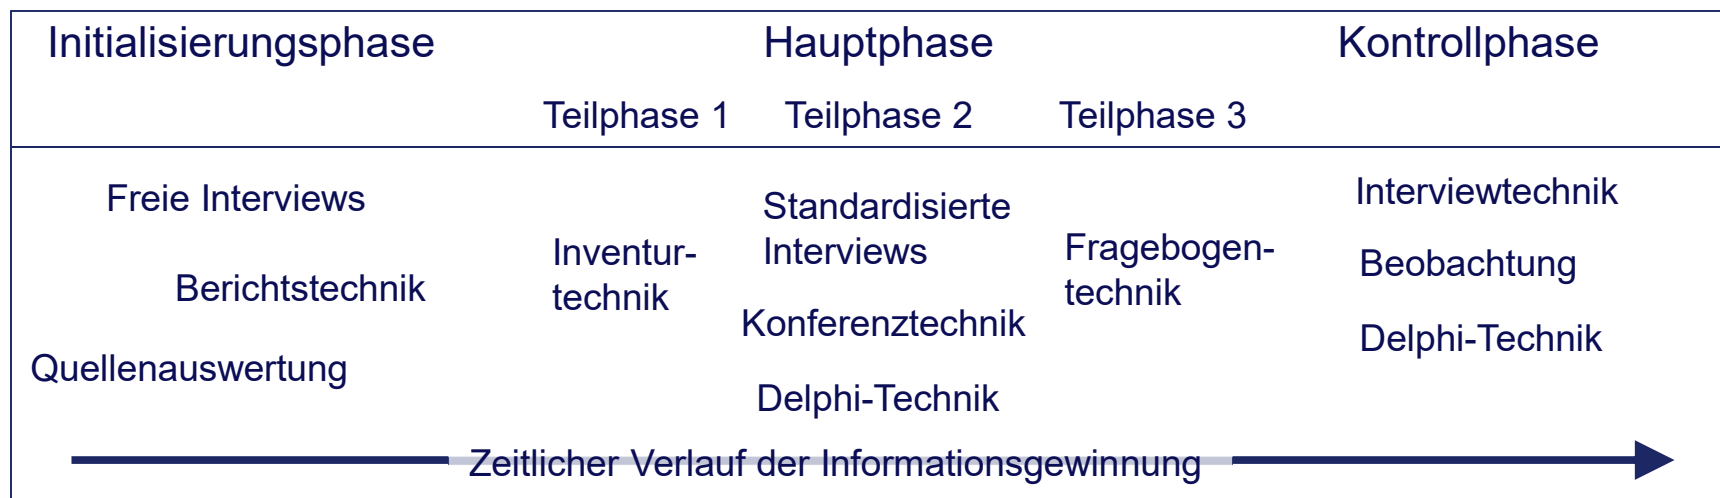 Initialisierungsphase
Hauptphase
Kontrollphase
Teilphase 1
Teilphase 2
Teilphase 3
Freie Interviews
Berichtstechnik
Quellenauswertung
Inventur-
technik
Standardisierte
Interviews
Konferenztechnik
Delphi-Technik
Fragebogen-
technik
Interviewtechnik
Beobachtung
Delphi-Technik
Zeitlicher Verlauf der Informationsgewinnung